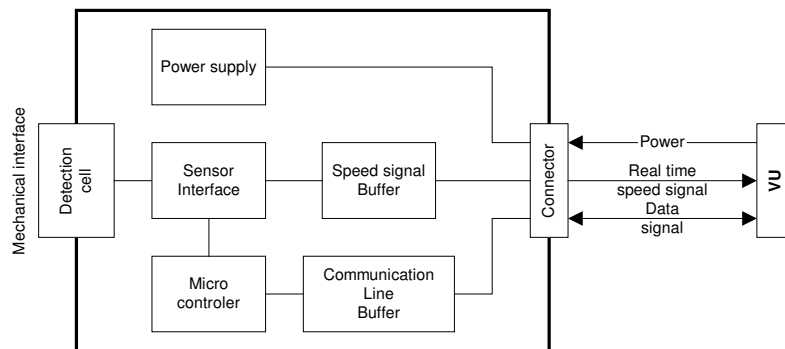 Power supply
Mechanical interface
Detection
cell
Sensor
Interface
Speed signal
Buffer
Connector
Power
Real time
speed signal
Data
signal
VU
Micro
controler
Communication
Line
Buffer